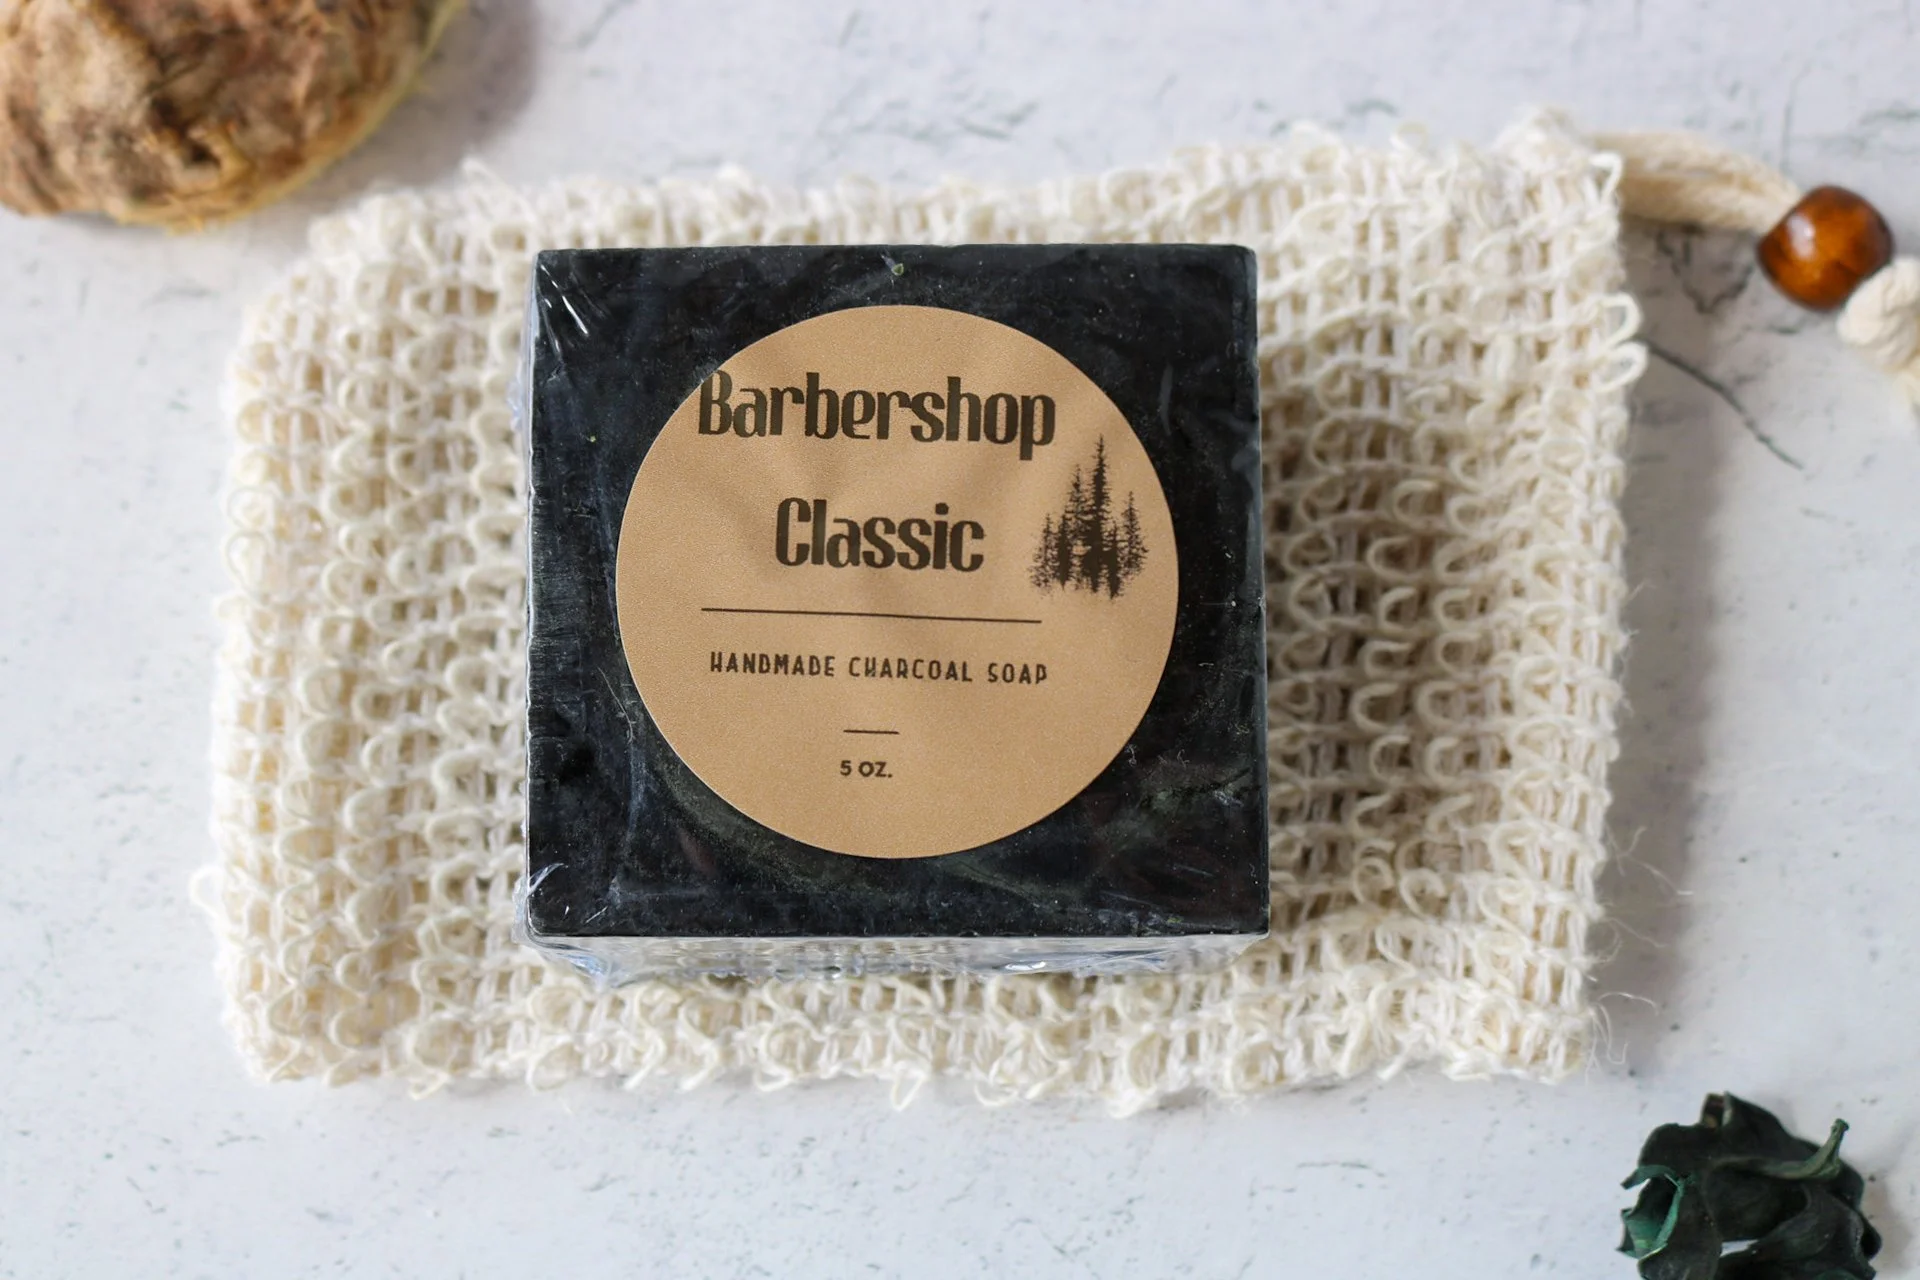 Barbershop
Classic
HANDMADE CHARCOAL SOAP
5 OZ.